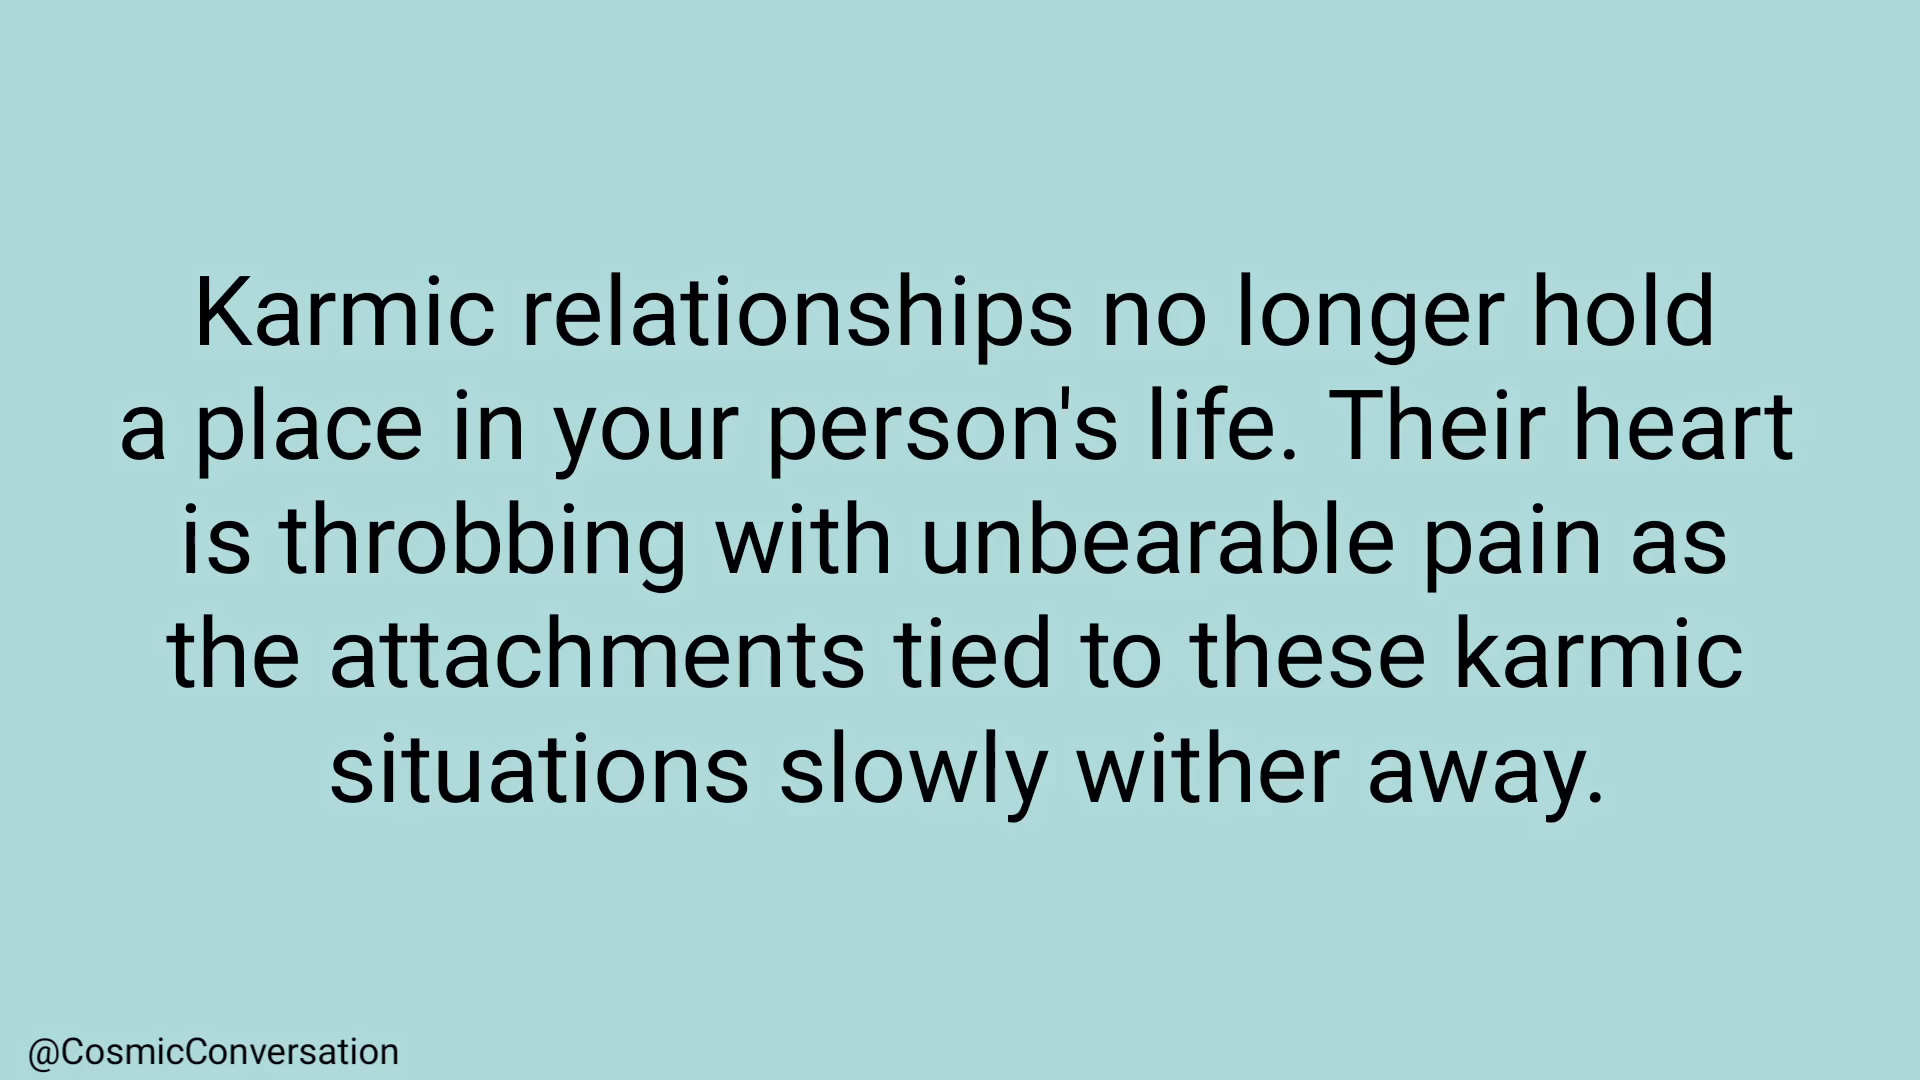 Karmic relationships no longer hold
a place in your person's life. Their heart
is throbbing with unbearable pain as
the attachments tied to these karmic
situations slowly wither away.
@CosmicConversation